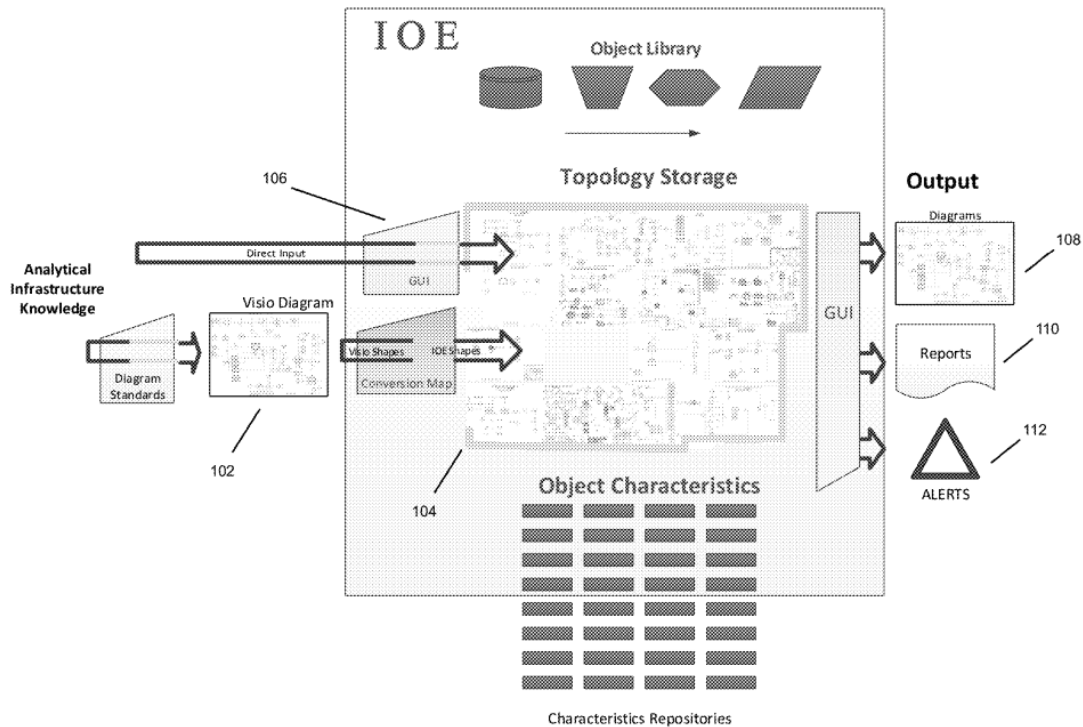 IOE
Object Library
106
Topology Storage
Output
Diagrams
108
Direct Input
GUI
Analytical
Infrastructure
Knowledge
Visio Diagram
GUI
110
Reports
Visio Shapes
IOE Shapes
Conversion Map
Diagram
Standards
102
112
104
Object Characteristics
ALERTS
Characteristics Repositories